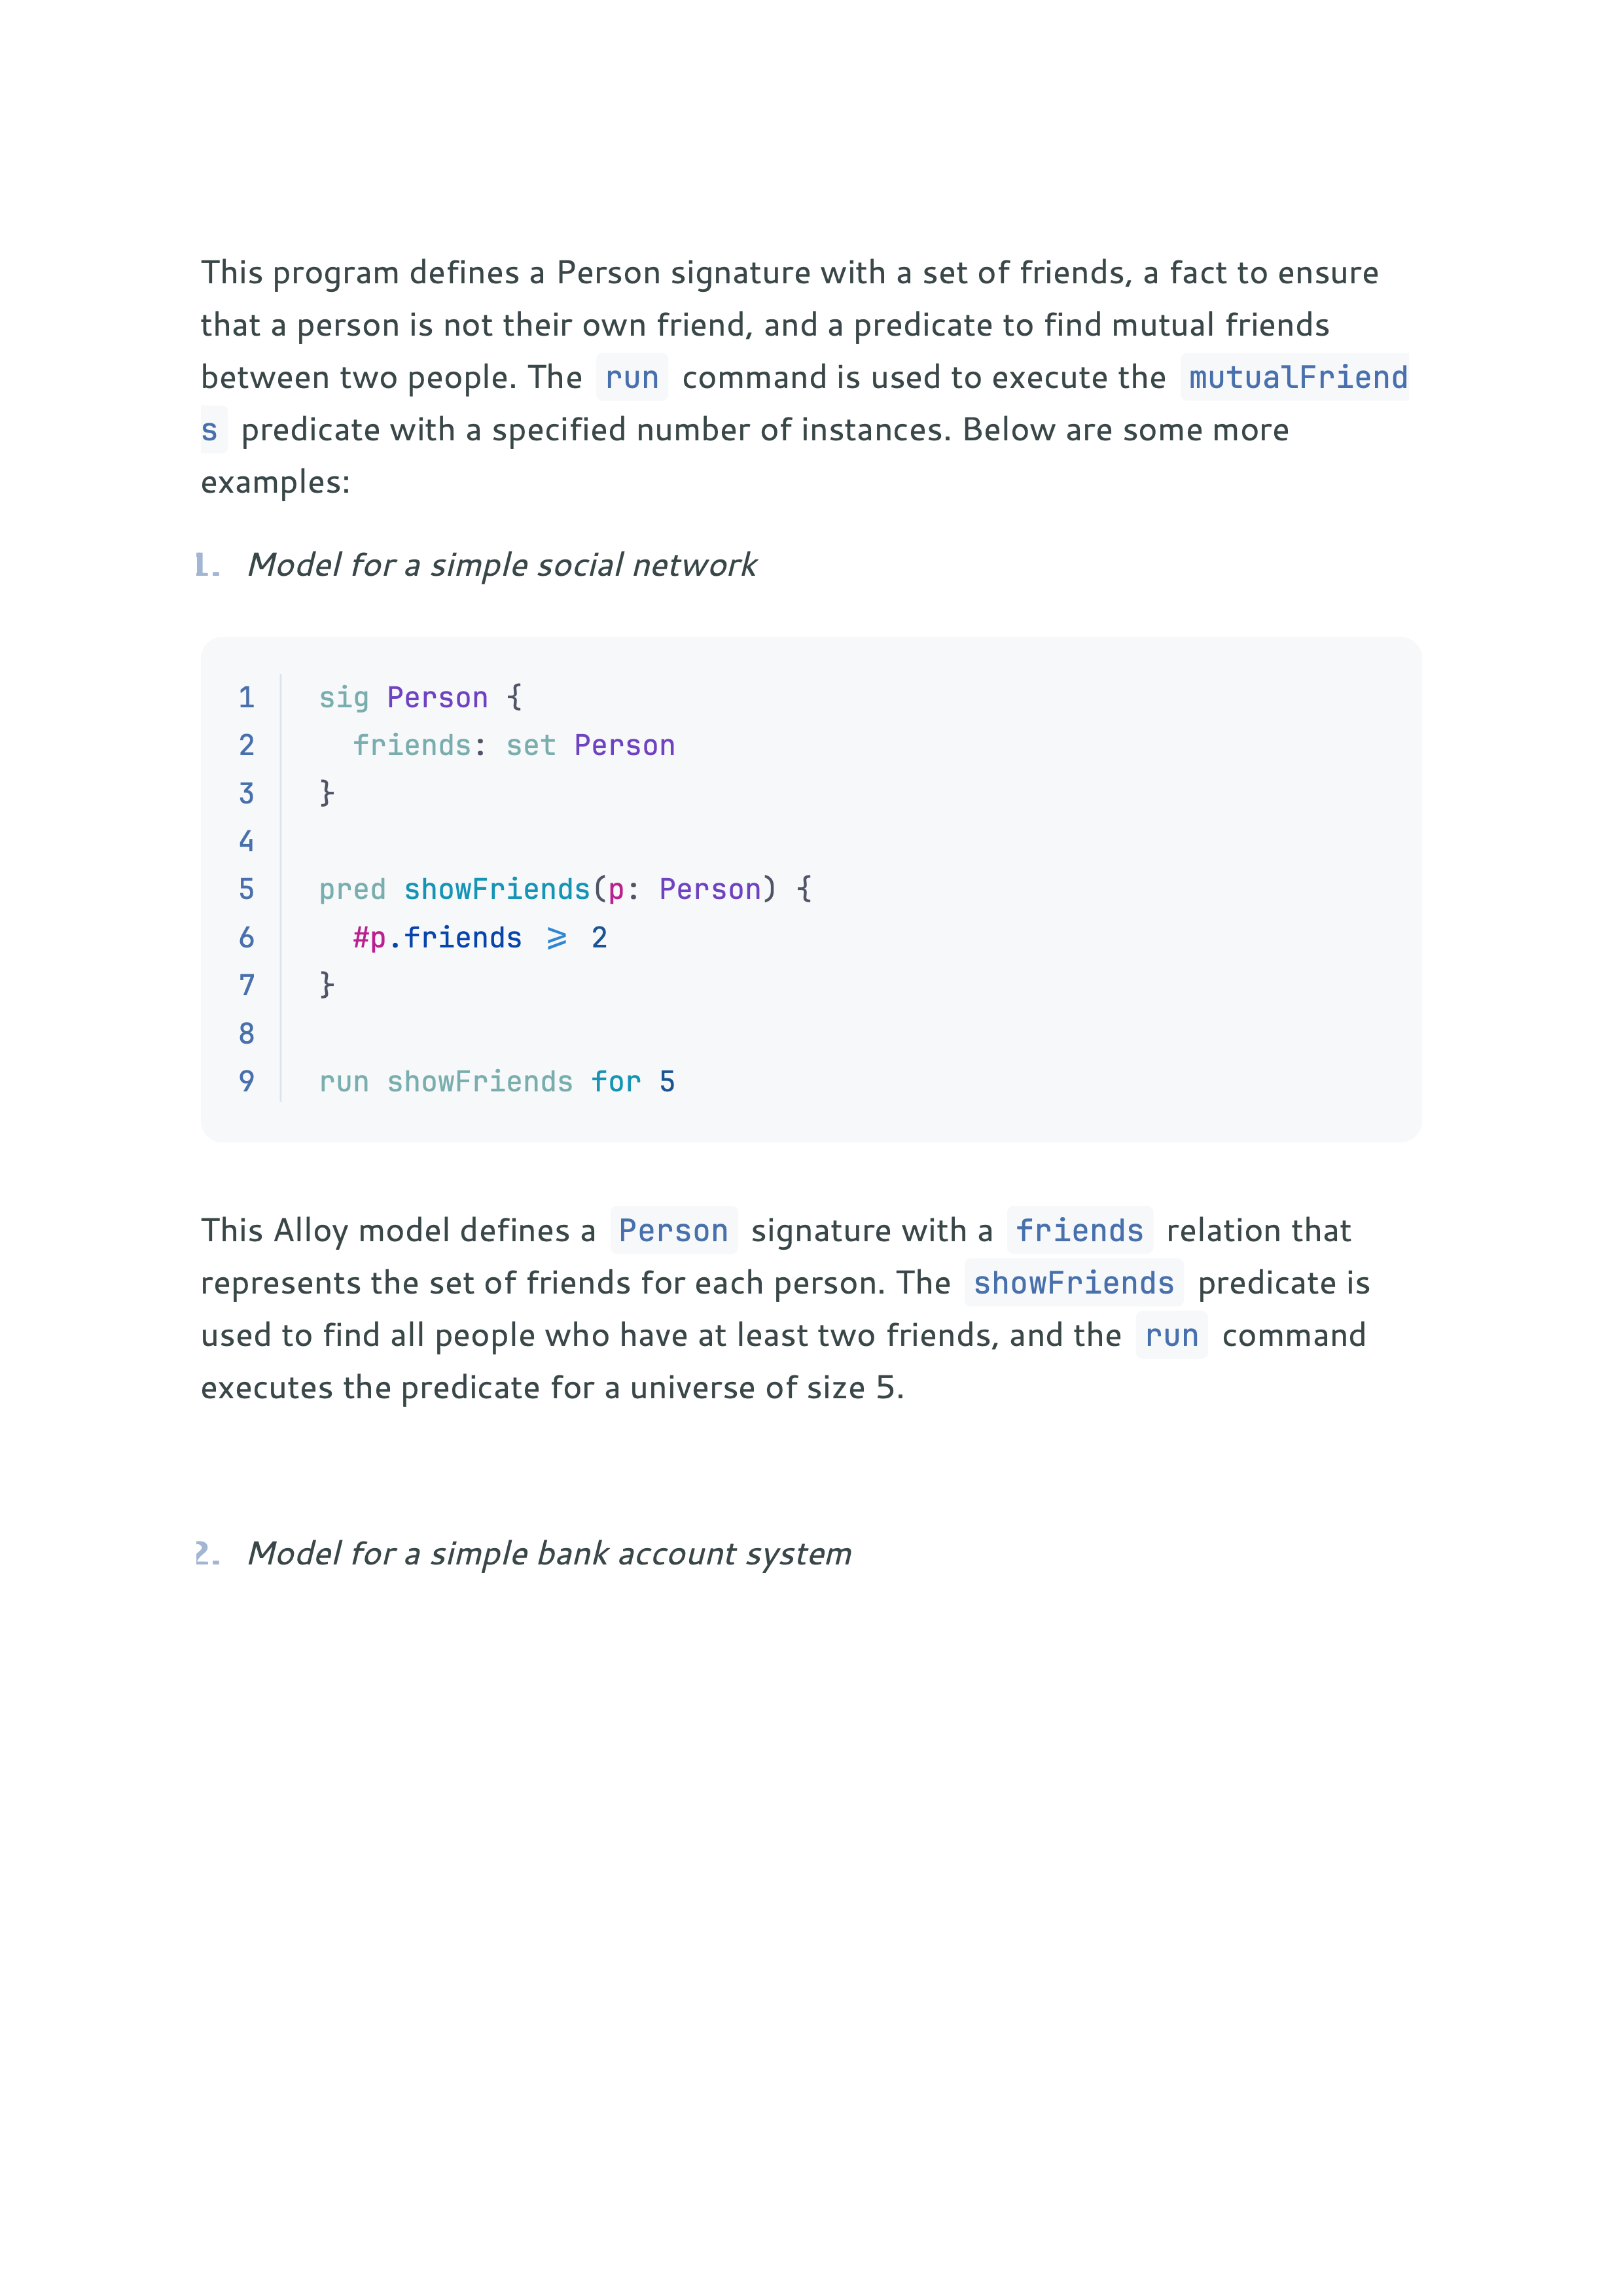 This program defines a Person signature with a set of friends, a fact to ensure
that a person is not their own friend, and a predicate to find mutual friends
between two people. The run command is used to execute the mutualFriend
s predicate with a specified number of instances. Below are some more
examples:
1. Model for a simple social network
1 sig Person {
2   friends: set Person
3 }
4
5 pred showFriends(p: Person) {
6   #p.friends ⩾ 2
7 }
8
9 run showFriends for 5
This Alloy model defines a Person signature with a friends relation that
represents the set of friends for each person. The showFriends predicate is
used to find all people who have at least two friends, and the run command
executes the predicate for a universe of size 5.
2. Model for a simple bank account system